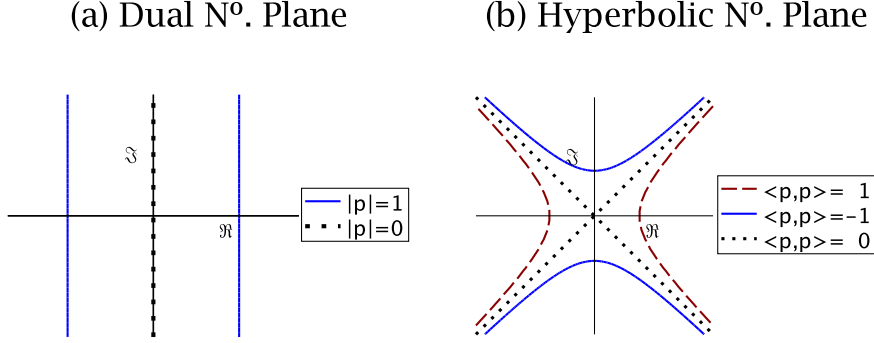 (a) Dual Nº. Plane
ℑ
ℜ
|p|=1
|p|=0
(b) Hyperbolic Nº. Plane
ℑ
ℜ
<p,p>= 1
<p,p>=-1
<p,p>= 0